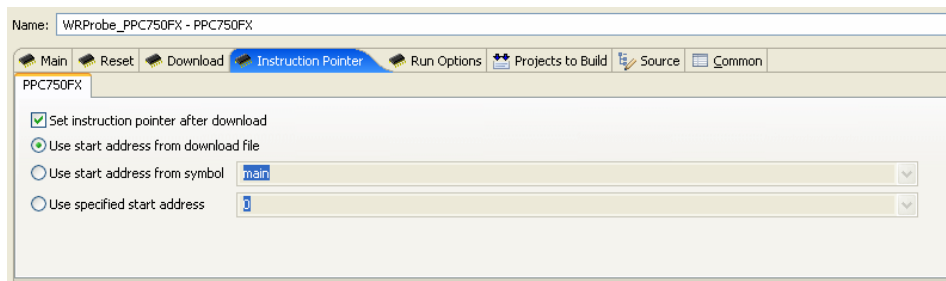 Name: WRProbe_PPC750FX - PPC750FX
Main Reset Download Instruction Pointer Run Options Projects to Build Source Common
PPC750FX
Set instruction pointer after download
Use start address from download file
Use start address from symbol main
Use specified start address 0